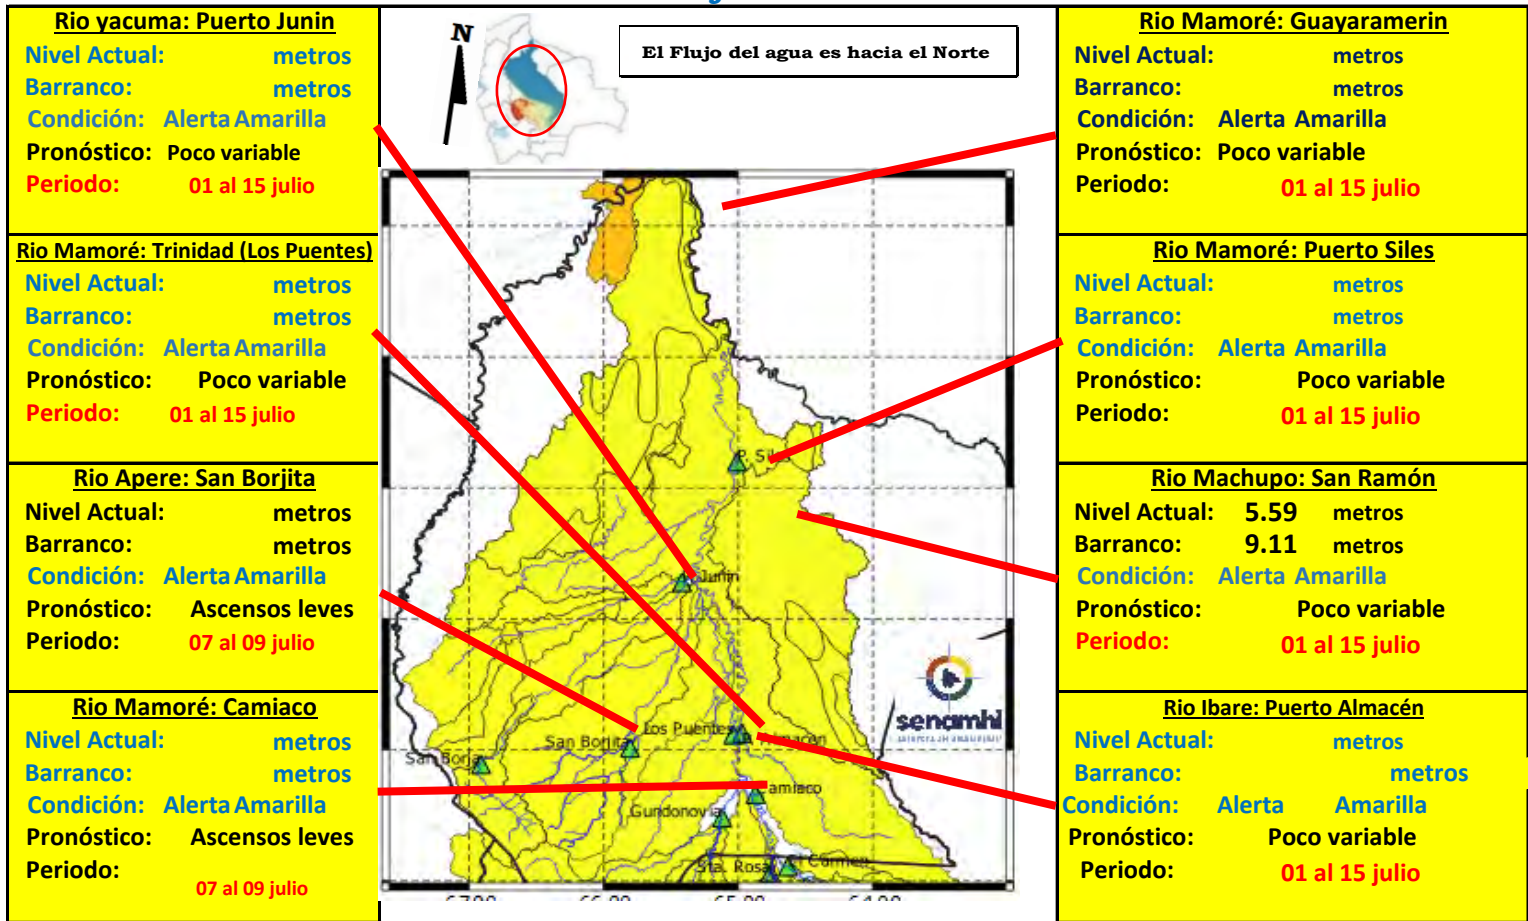 Rio yacuma: Puerto Junin
Nivel Actual: metros
Barranco: metros
Condición: Alerta Amarilla
Pronóstico: Poco variable
Periodo: 01 al 15 julio
Rio Mamoré: Trinidad (Los Puentes)
Nivel Actual: metros
Barranco: metros
Condición: Alerta Amarilla
Pronóstico: Poco variable
Periodo: 01 al 15 julio
Rio Apere: San Borjita
Nivel Actual: metros
Barranco: metros
Condición: Alerta Amarilla
Pronóstico: Ascensos leves
Periodo: 07 al 09 julio
Rio Mamoré: Camiaco
Nivel Actual: metros
Barranco: metros
Condición: Alerta Amarilla
Pronóstico: Ascensos leves
Periodo:
07 al 09 julio
N
El Flujo del agua es hacia el Norte
P. Siles
Junin
senamhi
Los Puentes
P. Almacén
San Borjita
San Borja
Camiaco
Gundonovia
El Carmen
Sta. Rosa
Rio Mamoré: Guayaramerin
Nivel Actual: metros
Barranco: metros
Condición: Alerta Amarilla
Pronóstico: Poco variable
Periodo: 01 al 15 julio
Rio Mamoré: Puerto Siles
Nivel Actual: metros
Barranco: metros
Condición: Alerta Amarilla
Pronóstico: Poco variable
Periodo: 01 al 15 julio
Rio Machupo: San Ramón
Nivel Actual: 5.59 metros
Barranco: 9.11 metros
Condición: Alerta Amarilla
Pronóstico: Poco variable
Periodo: 01 al 15 julio
Rio Ibare: Puerto Almacén
Nivel Actual: metros
Barranco: metros
Condición: Alerta Amarilla
Pronóstico: Poco variable
Periodo: 01 al 15 julio